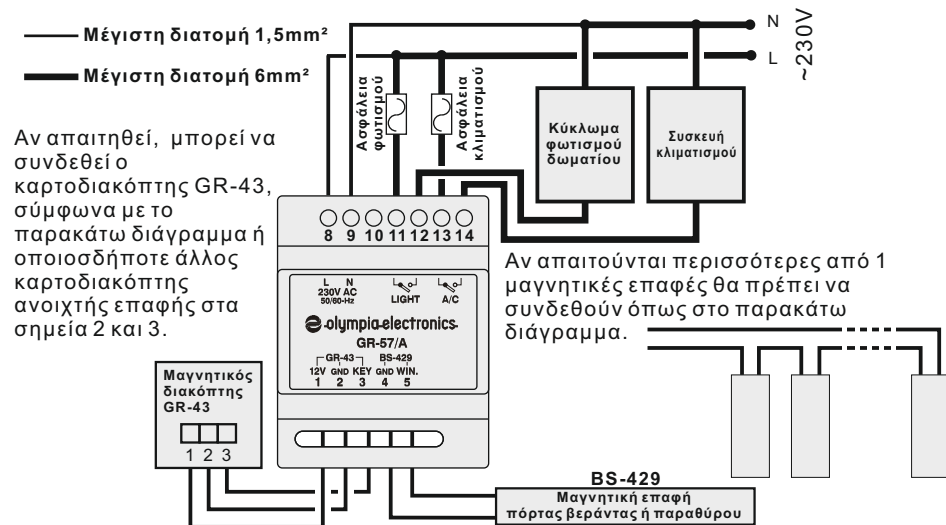 Μέγιστη διατομή 1,5mm²
Μέγιστη διατομή 6mm²
N
L
~230V
Ασφάλεια
φωτισμού
Ασφάλεια
κλιματισμού
Κύκλωμα
φωτισμού
δωματίου
Συσκευή
κλιματισμού
Αν απαιτηθεί, μπορεί να
συνδεθεί ο
καρτοδιακόπτης GR-43,
σύμφωνα με το
παρακάτω διάγραμμα ή
οποιοσδήποτε άλλος
καρτοδιακόπτης
ανοιχτής επαφής στα
σημεία 2 και 3.
8 9 10 11 12 13 14
L N
230V AC
50/60-Hz
LIGHT
A/C
olympia-electronics-
GR-57/A
GR-43 BS-429
12V GND KEY GND WIN.
1 2 3 4 5
Αν απαιτούνται περισσότερες από 1
μαγνητικές επαφές θα πρέπει να
συνδεθούν όπως στο παρακάτω
διάγραμμα.
Μαγνητικός
διακόπτης
GR-43
1 2 3
BS-429
Μαγνητική επαφή
πόρτας βεράντας ή παραθύρου